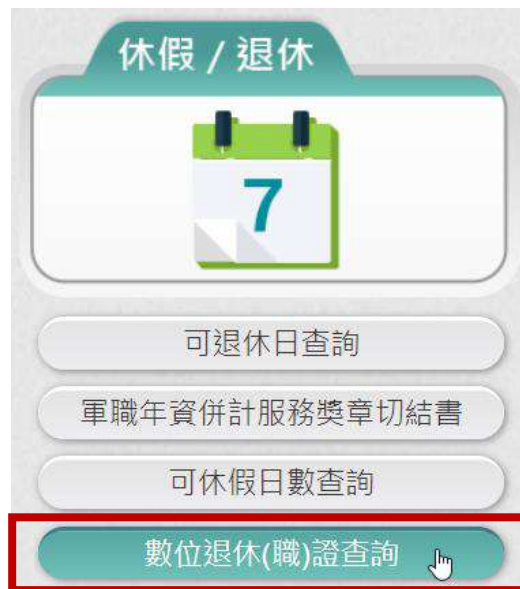 休假 / 退休
7
可退休日查詢
軍職年資併計服務獎章切結書
可休假日數查詢
數位退休(職)證查詢